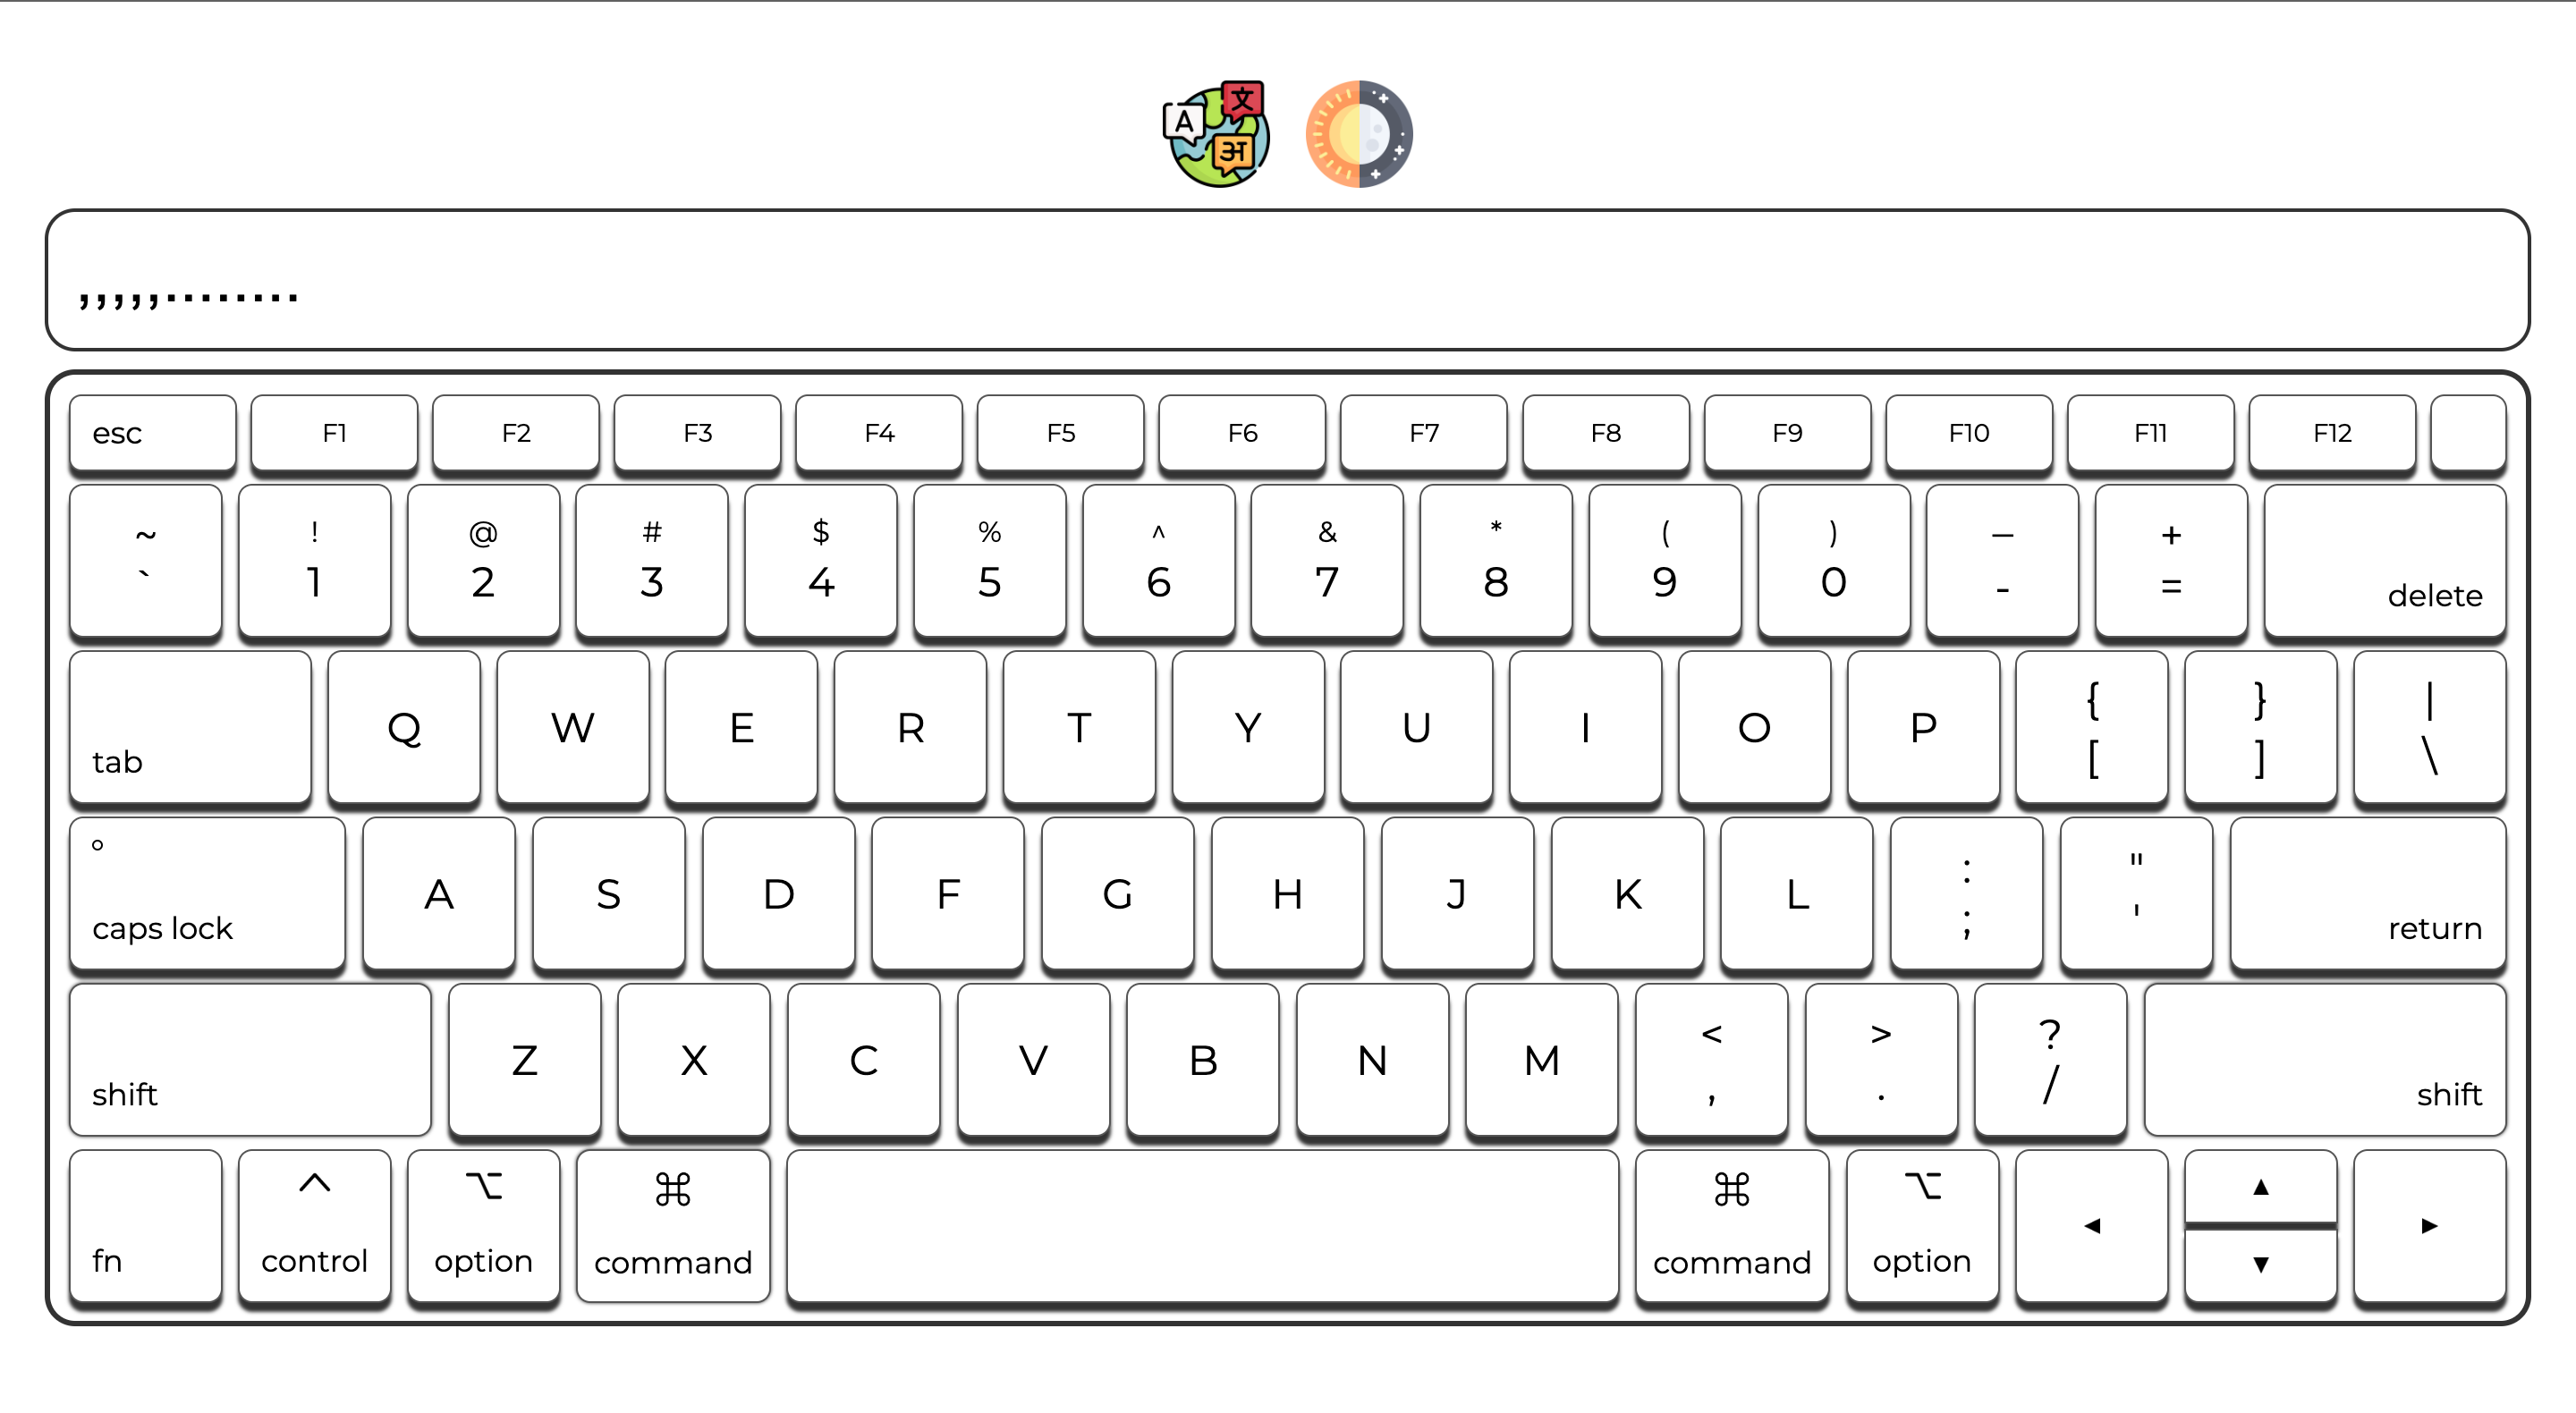 A 文 अ
,,,,,........
esc F1 F2 F3 F4 F5 F6 F7 F8 F9 F10 F11 F12
~ ! @ # $ % ^ & * ( ) _ +
` 1 2 3 4 5 6 7 8 9 0 - = delete
{ } |
tab Q W E R T Y U I O P [ ] \
: "
caps lock A S D F G H J K L ; ' return
< > ?
shift Z X C V B N M , . / shift
^ ⌥ ⌘ ⌘ ⌥ ▲
fn control option command command option ◄ ▼ ►